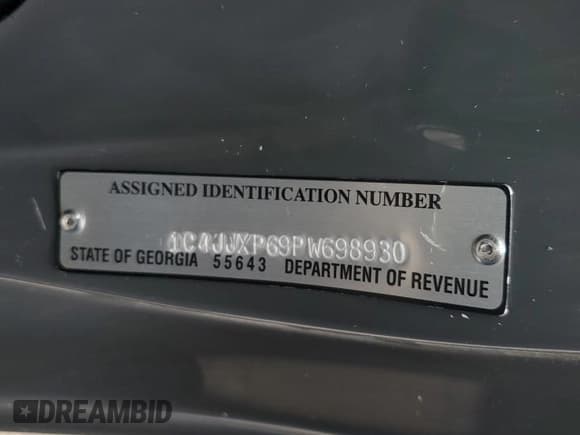 ASSIGNED IDENTIFICATION NUMBER
1C4JJXP69PW698930
STATE OF GEORGIA 55643 DEPARTMENT OF REVENUE
DREAMBID